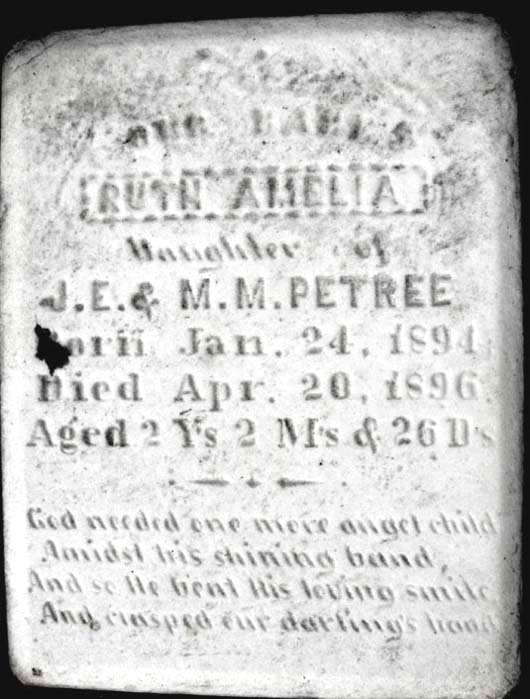 OUR BABE
RUTH AMELIA
Daughter of
J.E. & M.M. PETREE
Born Jan. 24, 1894,
Died Apr. 20, 1896.
Aged 2 Y's 2 M's & 26 D's
God needed one more angel child
Amidst his shining band,
And so He bent His loving smile
And clasped our darling's hand